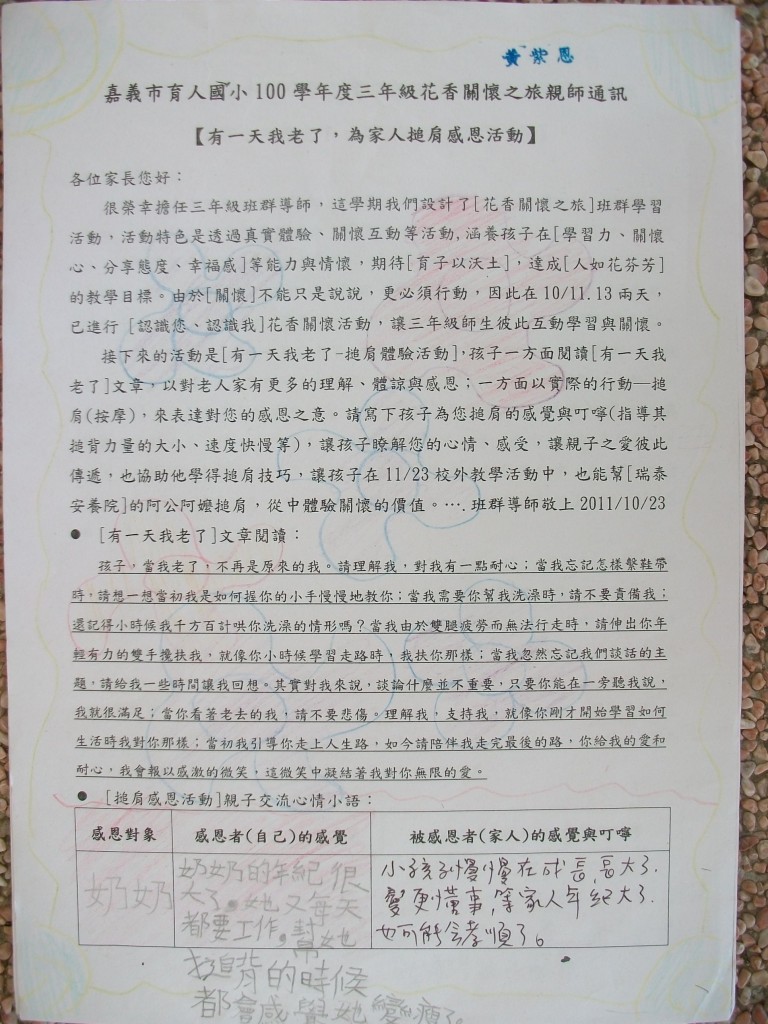 黃紫恩
嘉義市育人國小 100 學年度三年級花香關懷之旅親師通訊
【有一天我老了，為家人搥肩感恩活動】
各位家長您好：
很榮幸擔任三年級班群導師，這學期我們設計了[花香關懷之旅]班群學習
活動，活動特色是透過真實體驗、關懷互動等活動,涵養孩子在[學習力、關懷
心、分享態度、幸福感]等能力與情懷，期待[育子以沃土]，達成[人如花芬芳]
的教學目標。由於[關懷]不能只是說說，更必須行動，因此在 10/11.13 兩天，
已進行 [認識您、認識我]花香關懷活動，讓三年級師生彼此互動學習與關懷。
接下來的活動是[有一天我老了-搥肩體驗活動]，孩子一方面閱讀[有一天我
老了]文章，以對老人家有更多的理解、體諒與感恩；一方面以實際的行動—搥
肩(按摩)，來表達對您的感恩之意。請寫下孩子為您搥肩的感覺與叮嚀(指導其
搥背力量的大小、速度快慢等)，讓孩子瞭解您的心情、感受，讓親子之愛彼此
傳遞，也協助他學得搥肩技巧，讓孩子在 11/23 校外教學活動中，也能幫[瑞泰
安養院]的阿公阿嬤搥肩，從中體驗關懷的價值。….班群導師敬上 2011/10/23
● [有一天我老了]文章閱讀：
孩子，當我老了，不再是原來的我。請理解我，對我有一點耐心；當我忘記怎樣繫鞋帶
時，請想一想當初我是如何握你的小手慢慢地教你；當我需要你幫我洗澡時，請不要責備我；
還記得小時候我千方百計哄你洗澡的情形嗎？當我由於雙腿疲勞而無法行走時，請伸出你年
輕有力的雙手攙扶我，就像你小時候學習走路時，我扶你那樣；當我忽然忘記我們談話的主
題，請給我一些時間讓我回想。其實對我來說，談論什麼並不重要，只要你能在一旁聽我說，
我就很滿足；當你看著老去的我，請不要悲傷。理解我，支持我，就像你剛才開始學習如何
生活時我對你那樣；當初我引導你走上人生路，如今請陪伴我走完最後的路，你給我的愛和
耐心，我會報以感激的微笑，這微笑中凝結著我對你無限的愛。
● [搥肩感恩活動]親子交流心情小語：
感恩對象 感恩者(自己)的感覺 被感恩者(家人)的感覺與叮嚀
奶奶
奶奶的年紀很
大了。她又每天
都要工作。幫她
搥背的時候
都會感覺她變瘦了。
小孩子慢慢在成長，長大了.
變更懂事，等家人年紀大了.
也可能會孝順了。